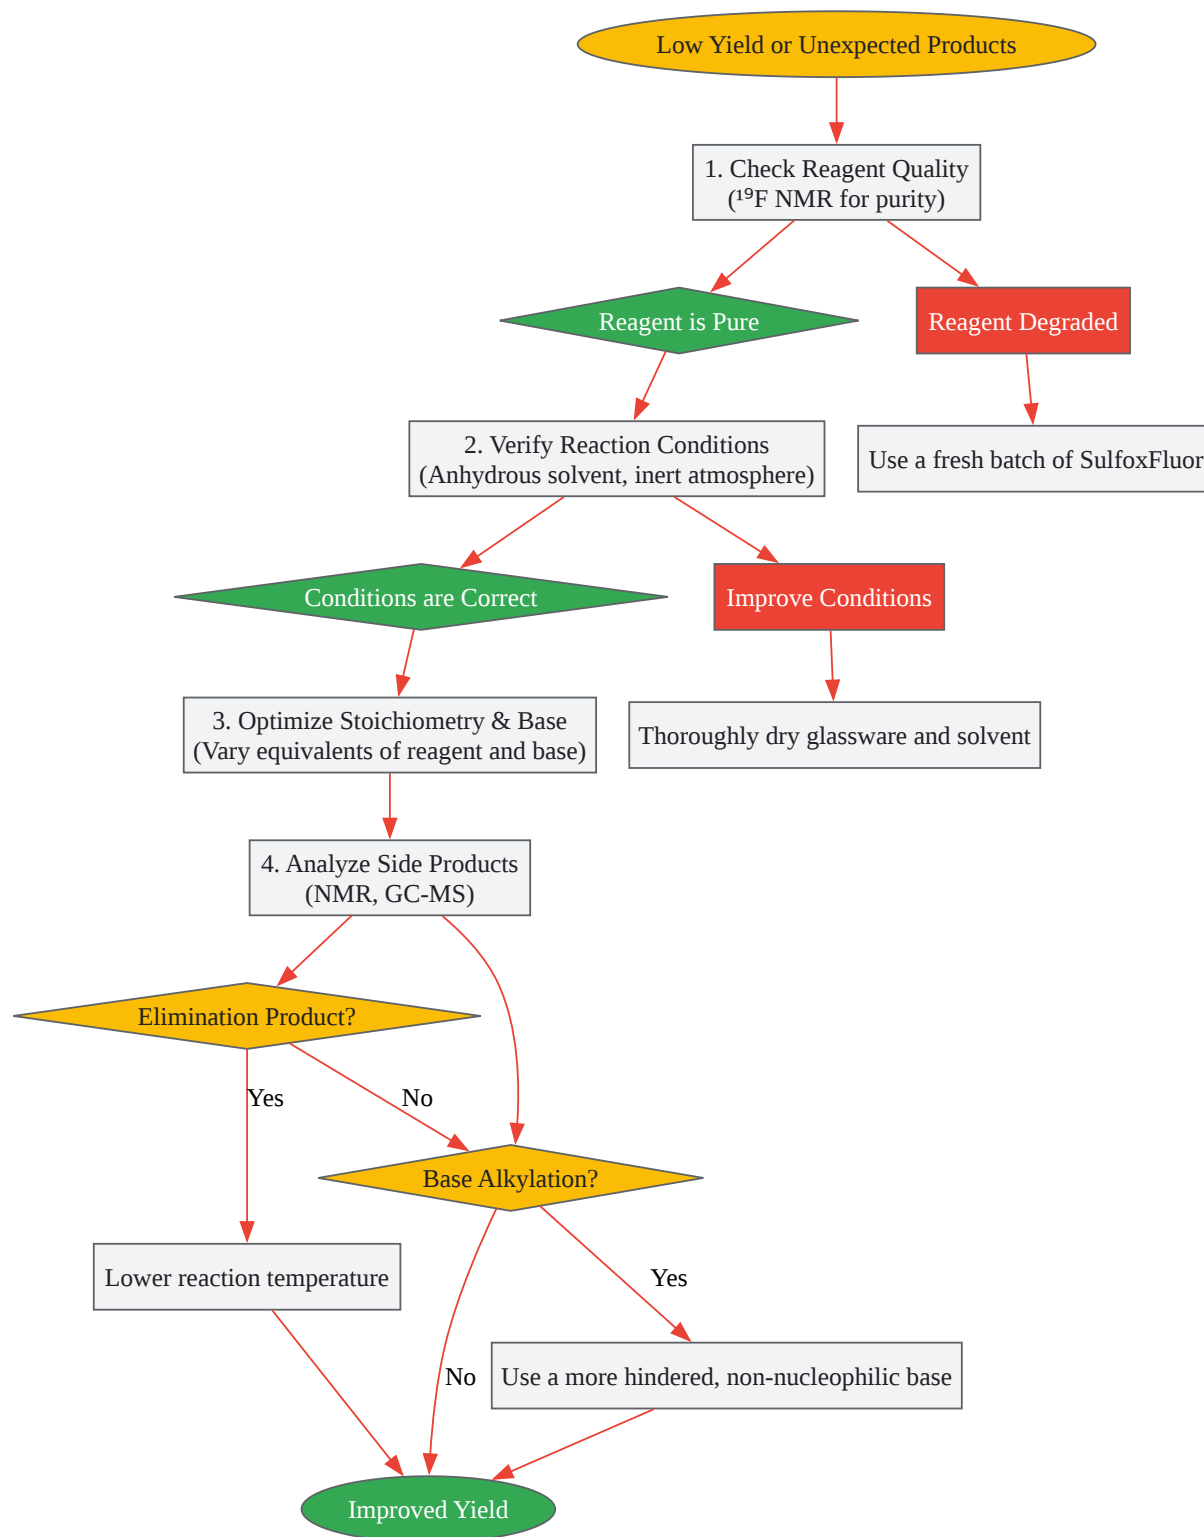 Low Yield or Unexpected Products
1. Check Reagent Quality
(¹⁹F NMR for purity)
Reagent is Pure
Reagent Degraded
2. Verify Reaction Conditions
(Anhydrous solvent, inert atmosphere)
Use a fresh batch of SulfoxFluor
Conditions are Correct
Improve Conditions
3. Optimize Stoichiometry & Base
(Vary equivalents of reagent and base)
Thoroughly dry glassware and solvent
4. Analyze Side Products
(NMR, GC-MS)
Elimination Product?
Yes
No
Base Alkylation?
Lower reaction temperature
Yes
No
Use a more hindered, non-nucleophilic base
Improved Yield